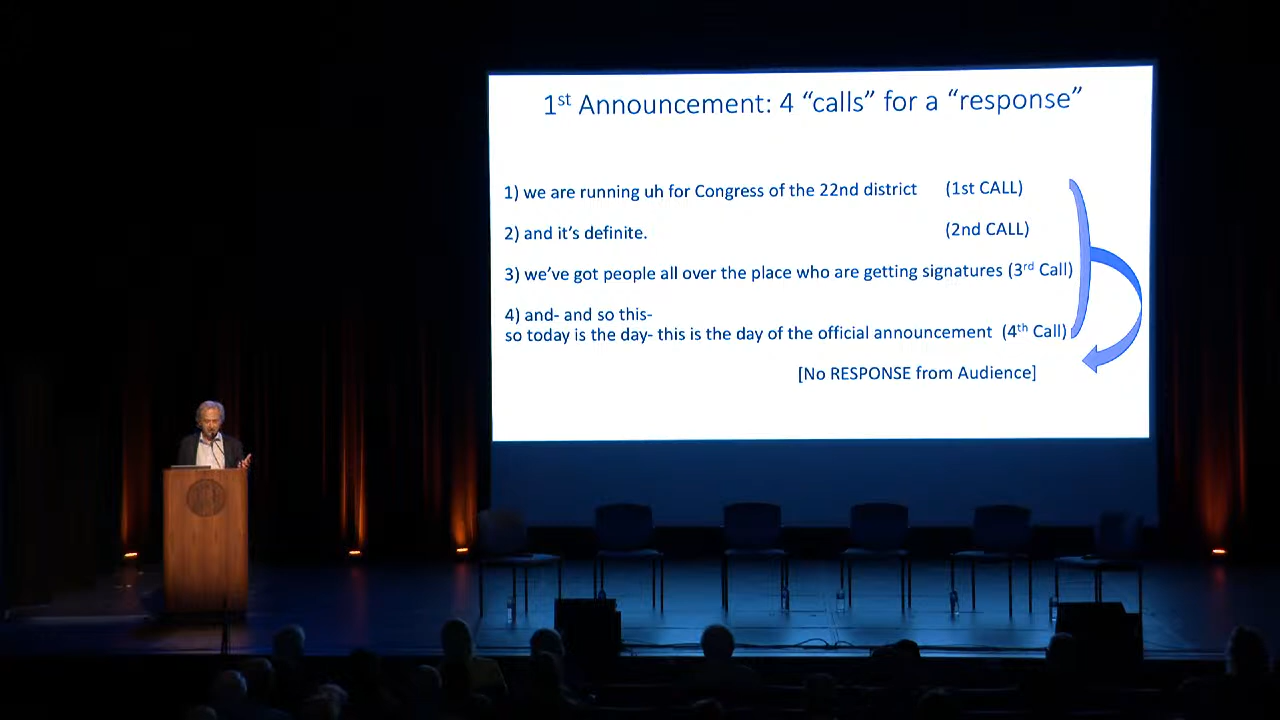 1st Announcement: 4 “calls” for a “response”
1) we are running uh for Congress of the 22nd district (1st CALL)
2) and it’s definite. (2nd CALL)
3) we’ve got people all over the place who are getting signatures (3rd Call)
4) and- and so this-
so today is the day- this is the day of the official announcement (4th Call)
[No RESPONSE from Audience]